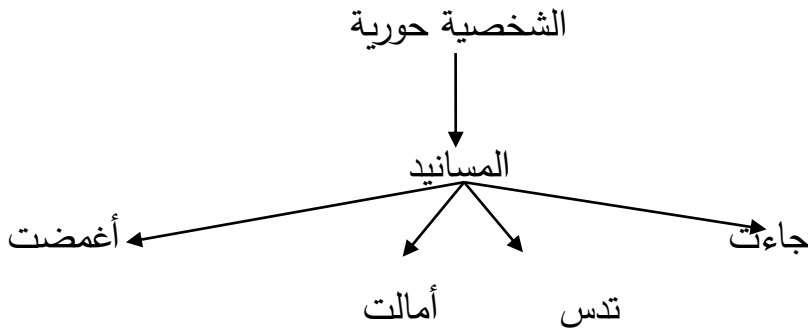 الشخصية حورية
المسانيد
جاءت أغمضت
تدس أمالت